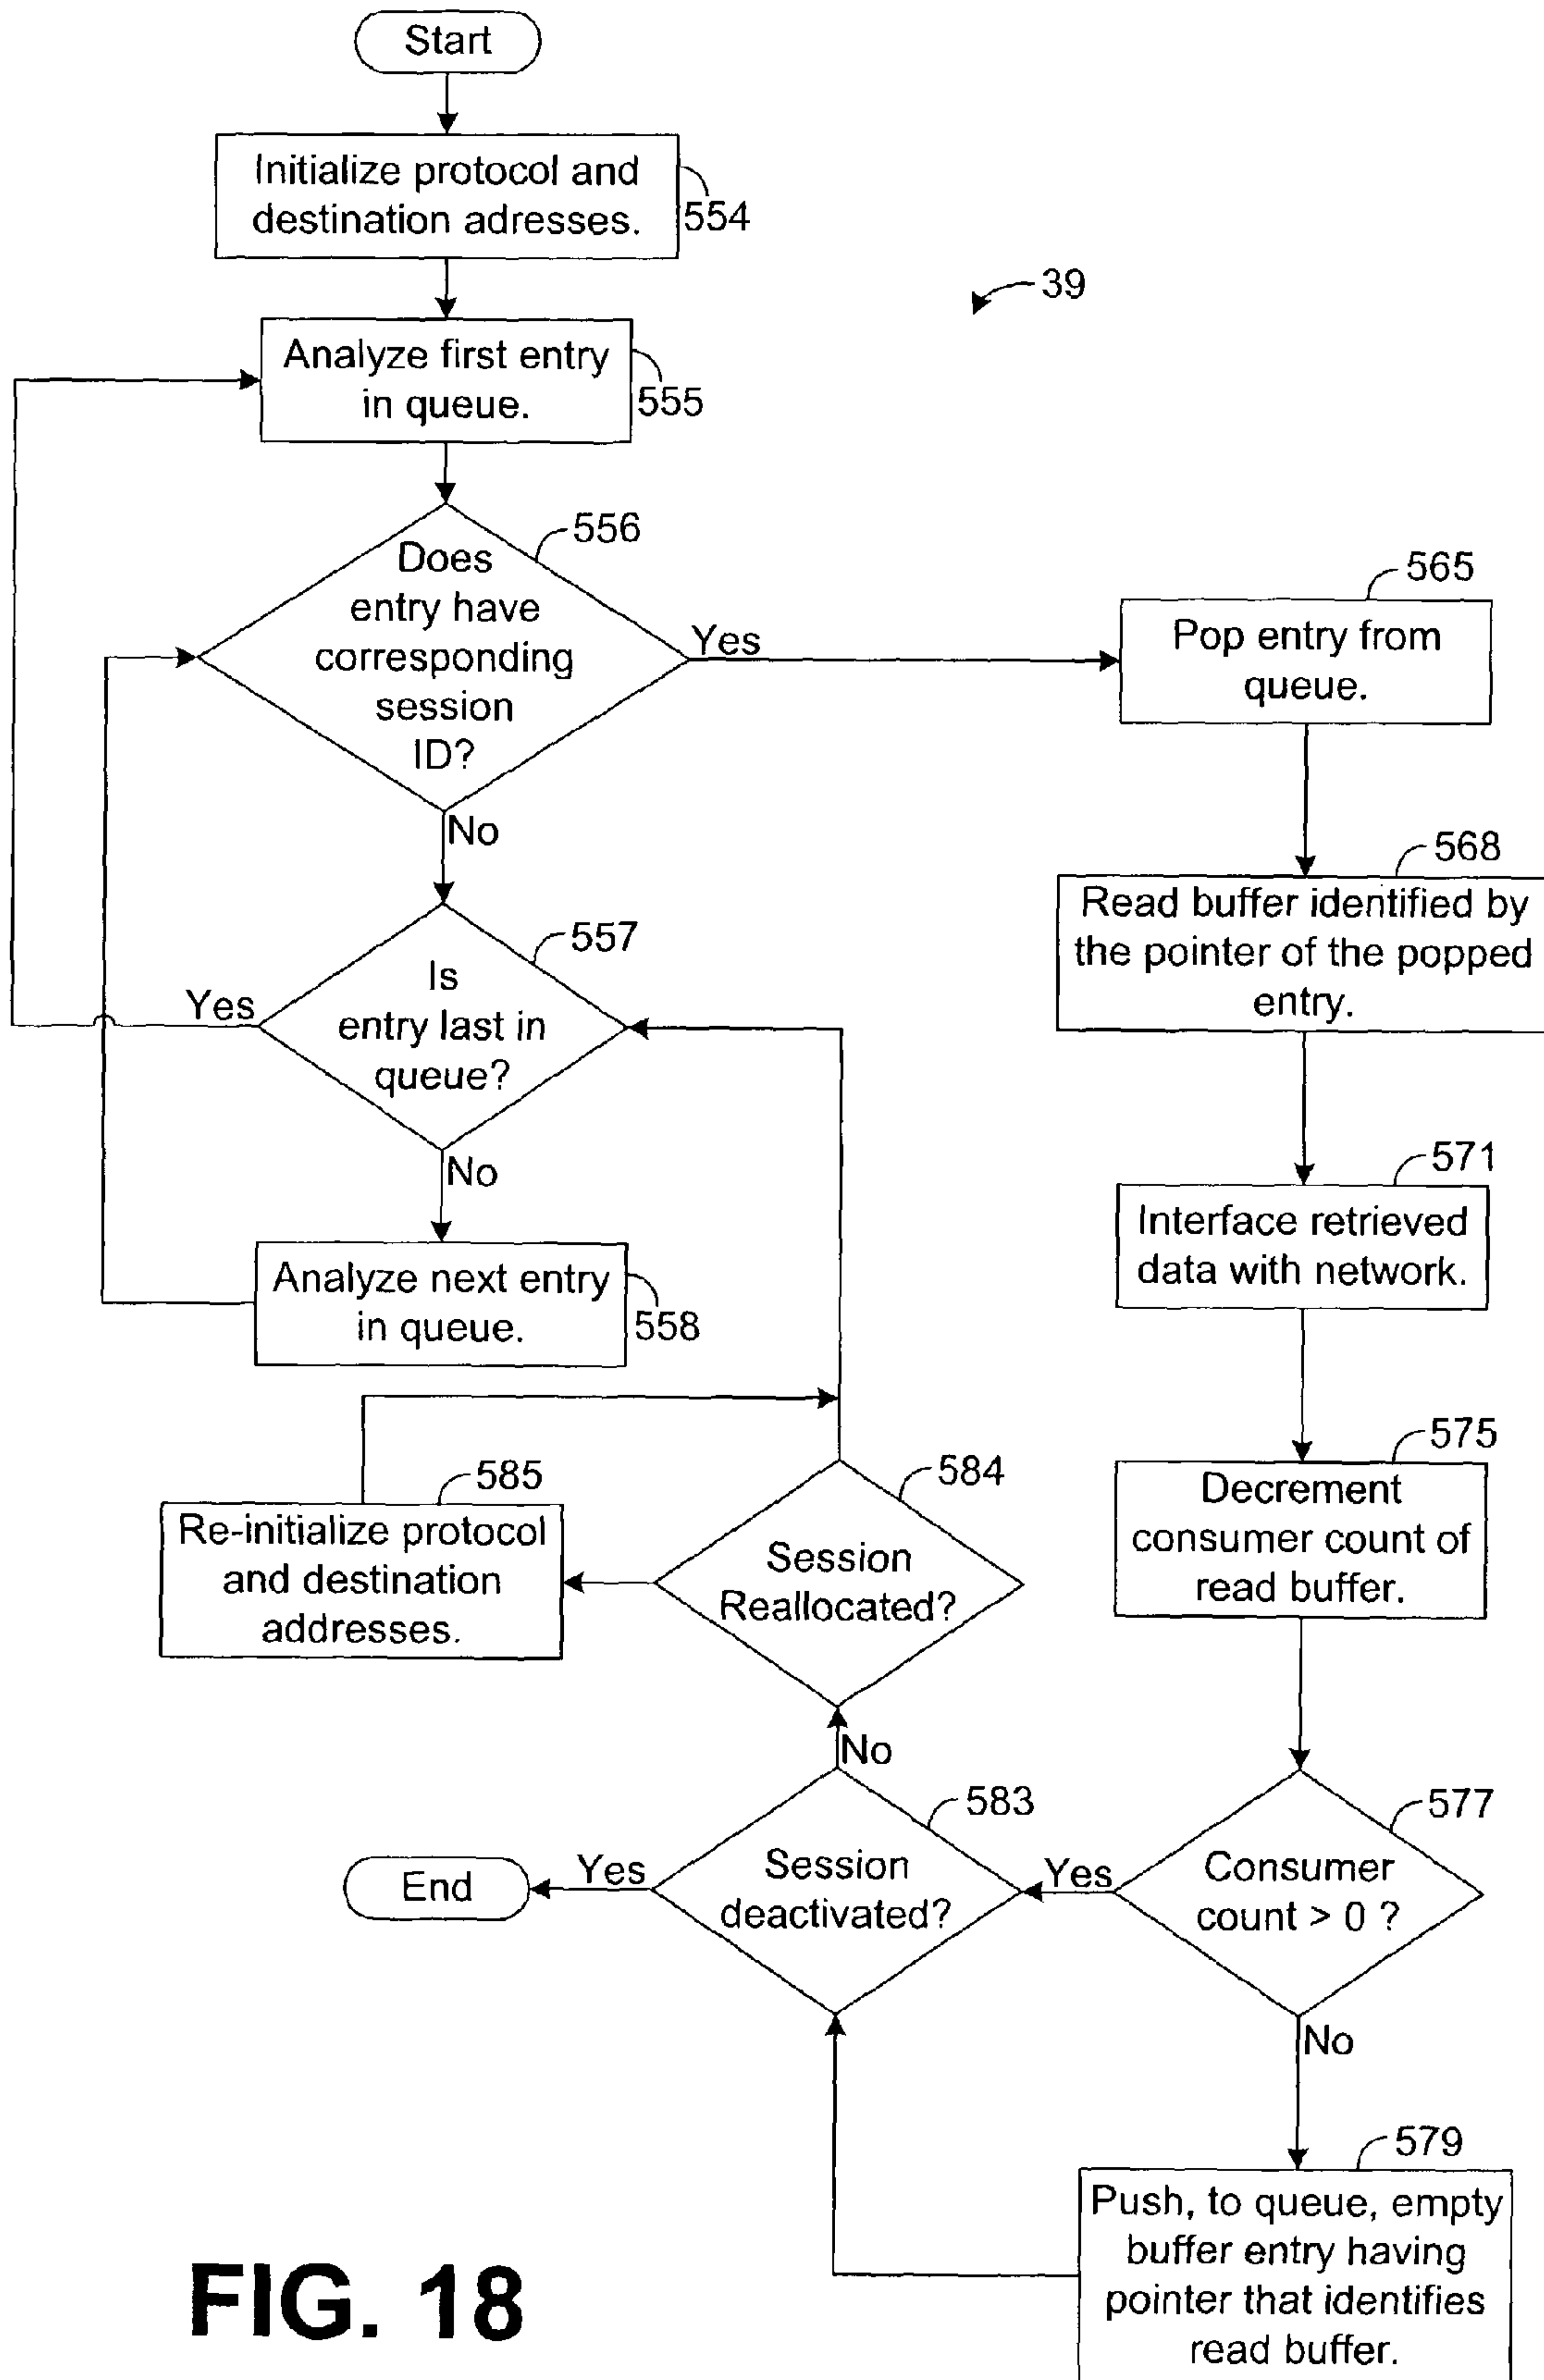 Start
Initialize protocol and
destination adresses.
554
39
Analyze first entry
in queue.
555
556
Does
entry have
corresponding
session
ID?
Yes
No
565
Pop entry from
queue.
568
Read buffer identified by
the pointer of the popped
entry.
557
Is
entry last in
queue?
Yes
No
571
Interface retrieved
data with network.
Analyze next entry
in queue.
558
575
Decrement
consumer count of
read buffer.
585
Re-initialize protocol
and destination
addresses.
584
Session
Reallocated?
No
583
Session
deactivated?
Yes
End
577
Consumer
count > 0 ?
Yes
No
579
Push, to queue, empty
buffer entry having
pointer that identifies
read buffer.
FIG. 18